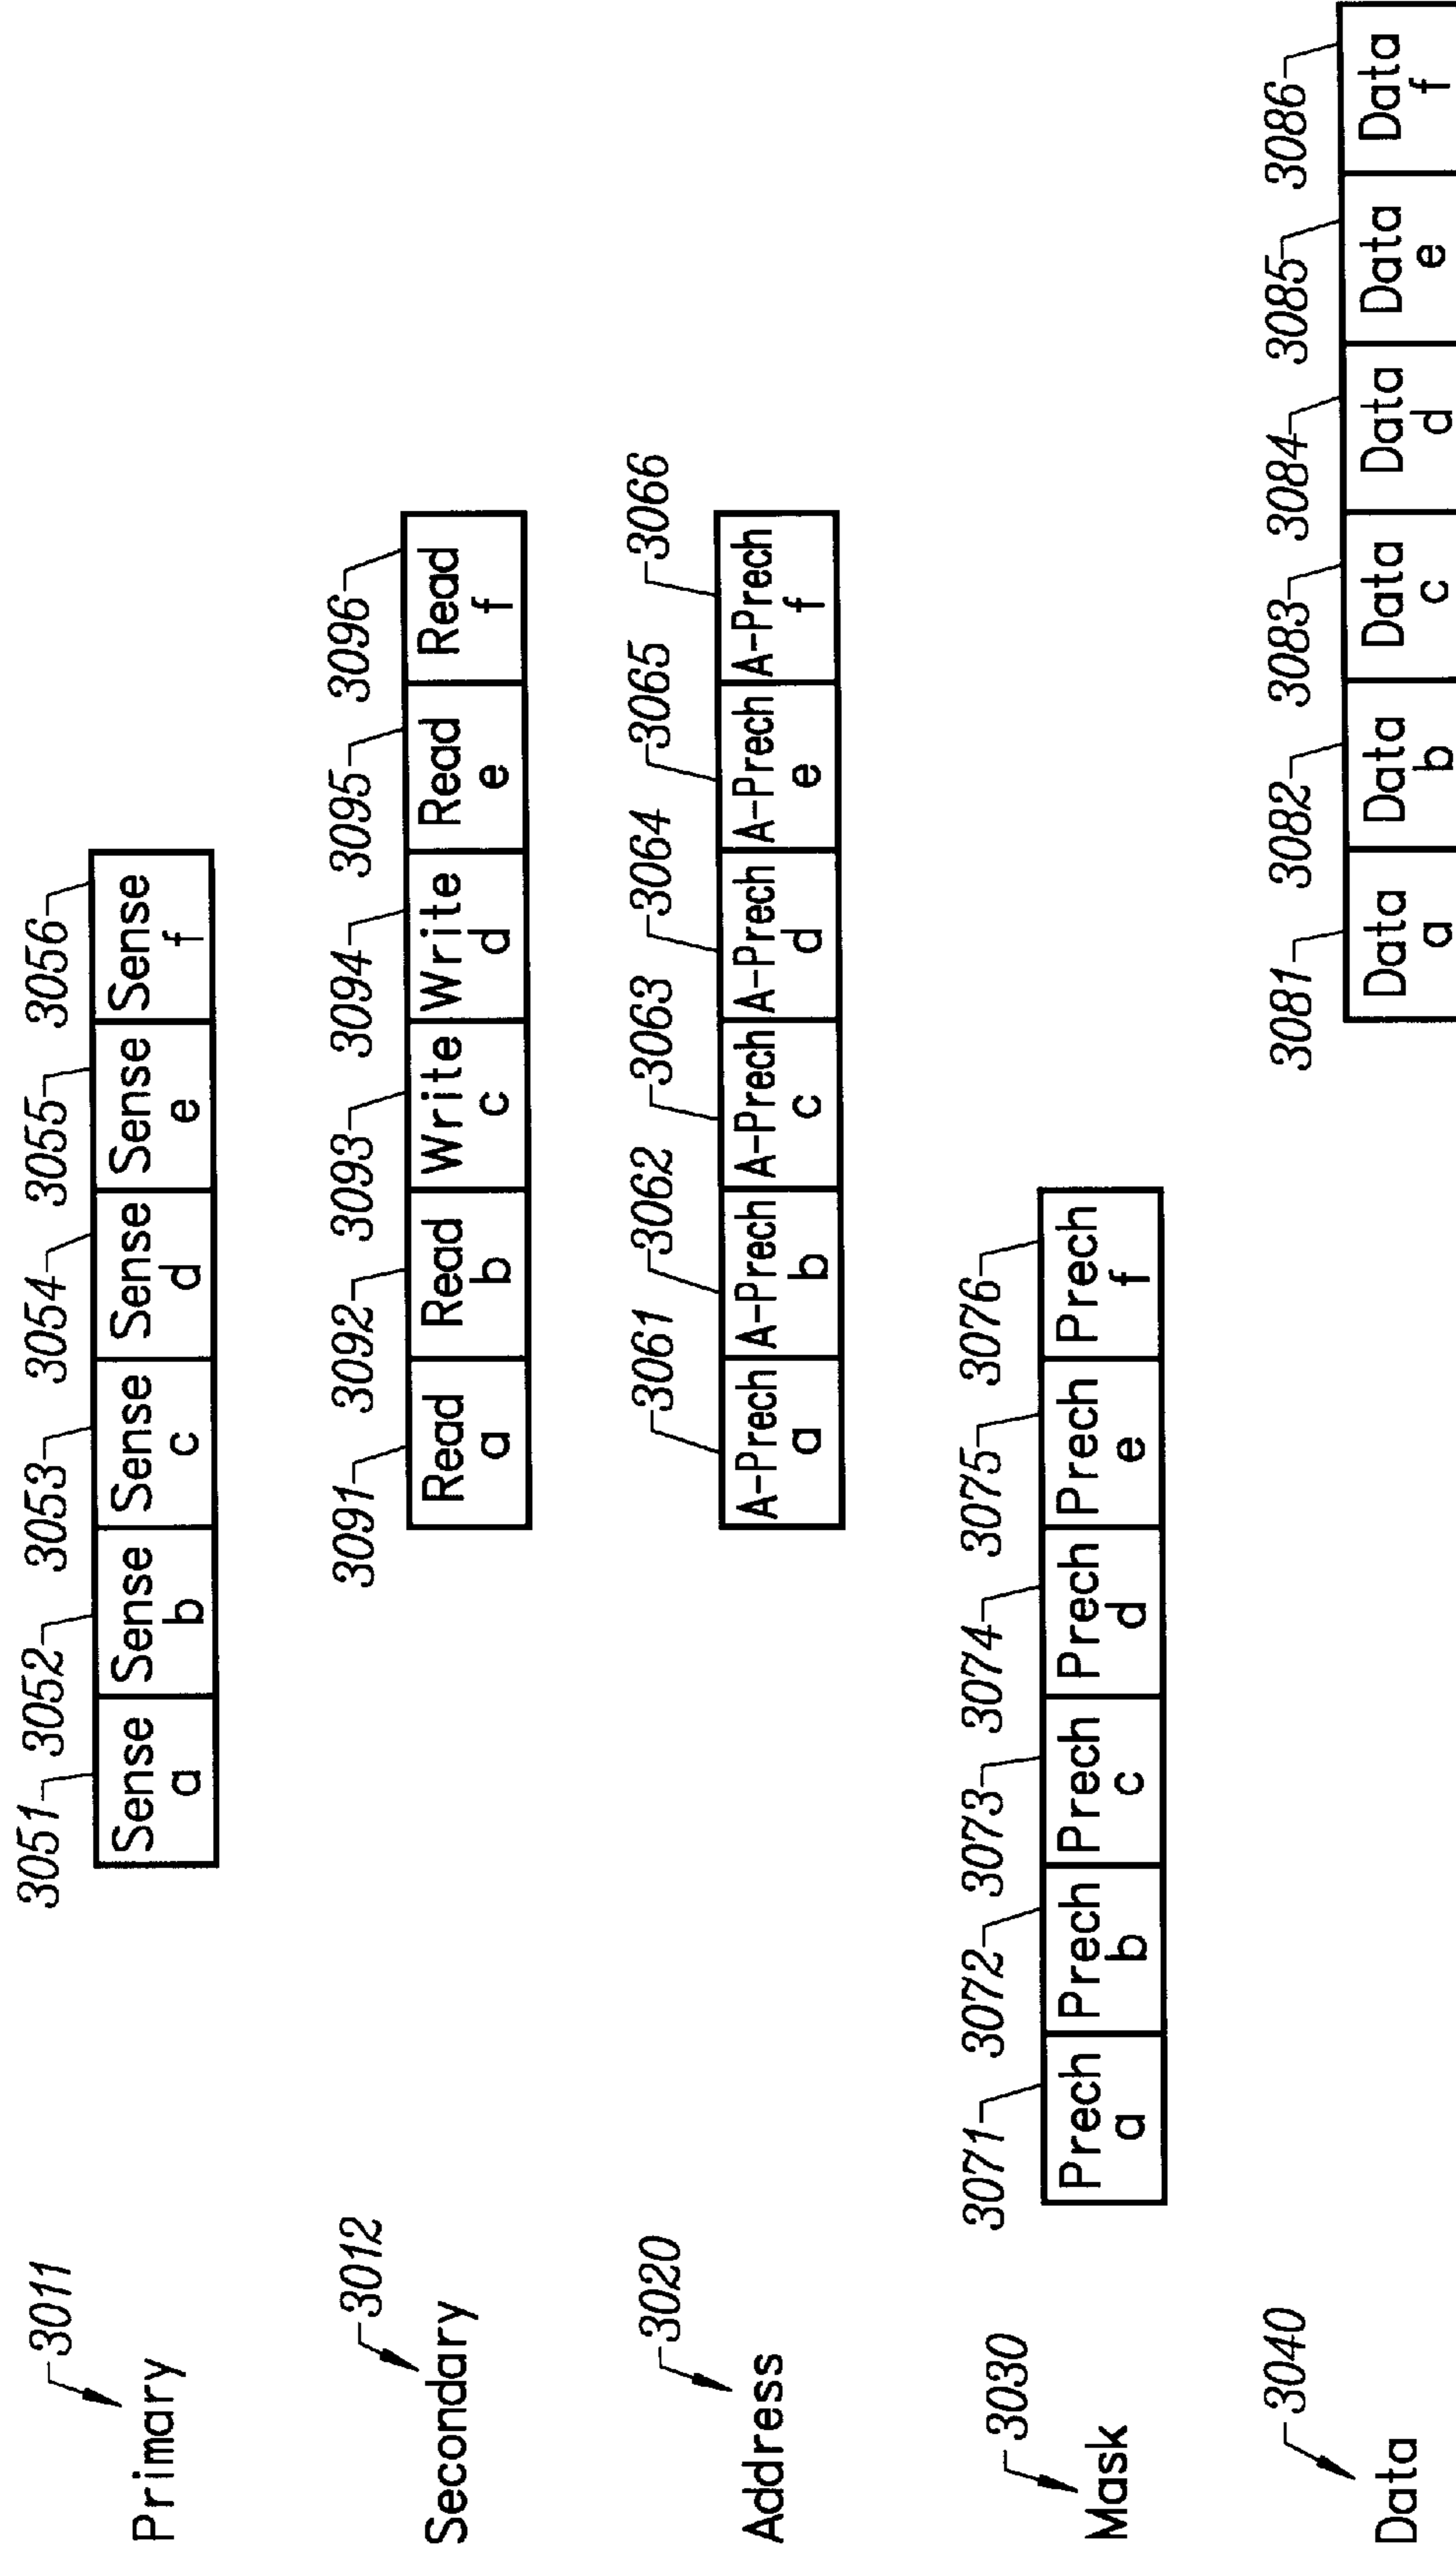 3011
Primary
3051 3052 3053 3054 3055 3056
Sense Sense Sense Sense Sense Sense
a b c d e f
3012
Secondary
3091 3092 3093 3094 3095 3096
Read Read Write Write Read Read
a b c d e f
3020
Address
3061 3062 3063 3064 3065 3066
A-Prech A-Prech A-Prech A-Prech A-Prech A-Prech
a b c d e f
3030
Mask
3071 3072 3073 3074 3075 3076
Prech Prech Prech Prech Prech Prech
a b c d e f
3040
Data
3081 3082 3083 3084 3085 3086
Data Data Data Data Data Data
a b c d e f